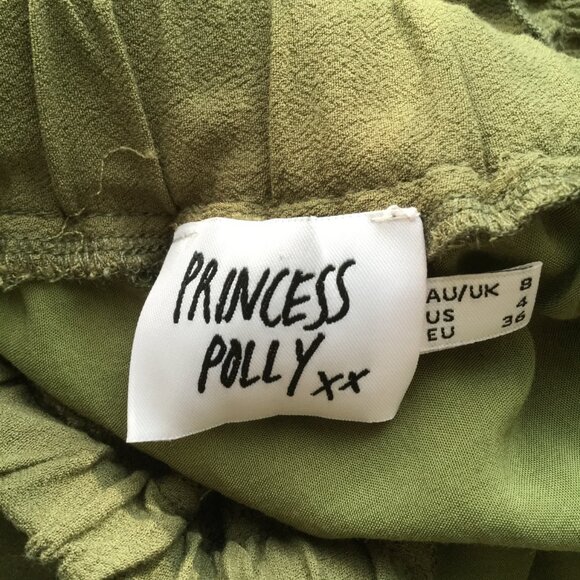 PRINCESS
POLLY xx
AU/UK 8
US 4
EU 36